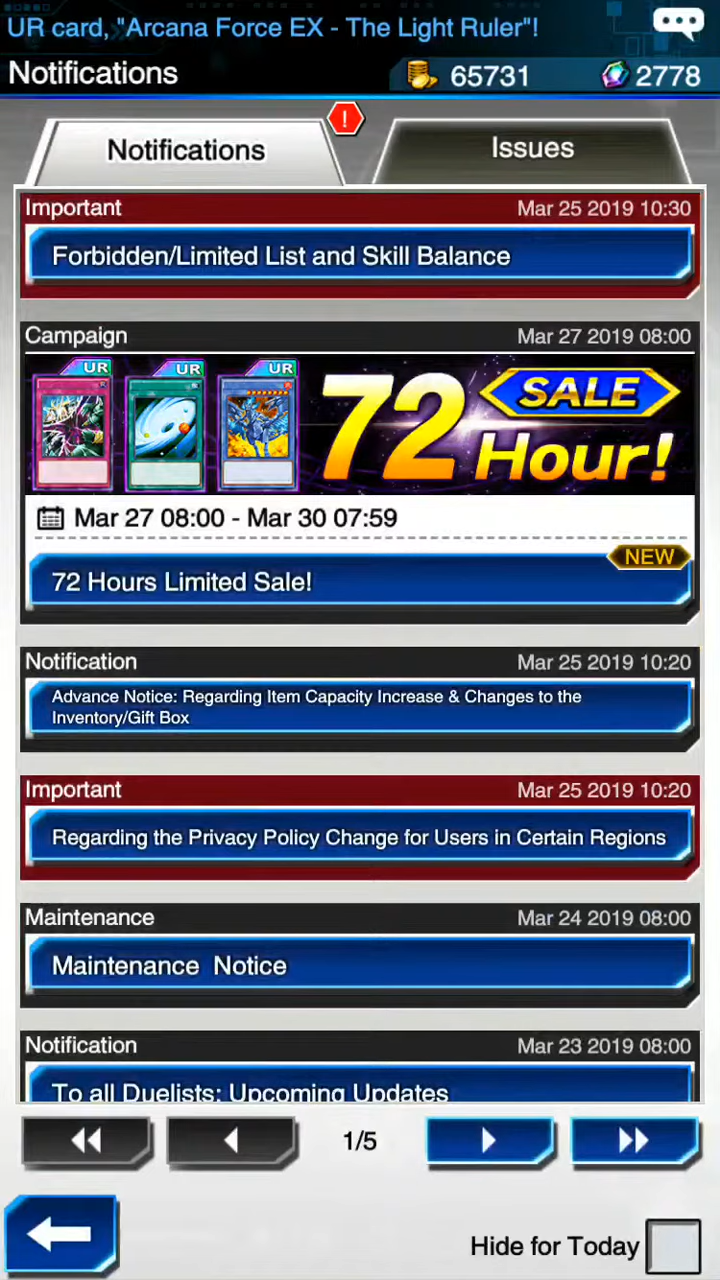 UR card, "Arcana Force EX - The Light Ruler"!
Notifications
65731
2778
!
Notifications
Issues
Important
Mar 25 2019 10:30
Forbidden/Limited List and Skill Balance
Campaign
Mar 27 2019 08:00
UR
UR
UR
72
SALE
Hour!
Mar 27 08:00 - Mar 30 07:59
NEW
72 Hours Limited Sale!
Notification
Mar 25 2019 10:20
Advance Notice: Regarding Item Capacity Increase & Changes to the
Inventory/Gift Box
Important
Mar 25 2019 10:20
Regarding the Privacy Policy Change for Users in Certain Regions
Maintenance
Mar 24 2019 08:00
Maintenance Notice
Notification
Mar 23 2019 08:00
To all Duelists: Upcoming Updates
1/5
Hide for Today